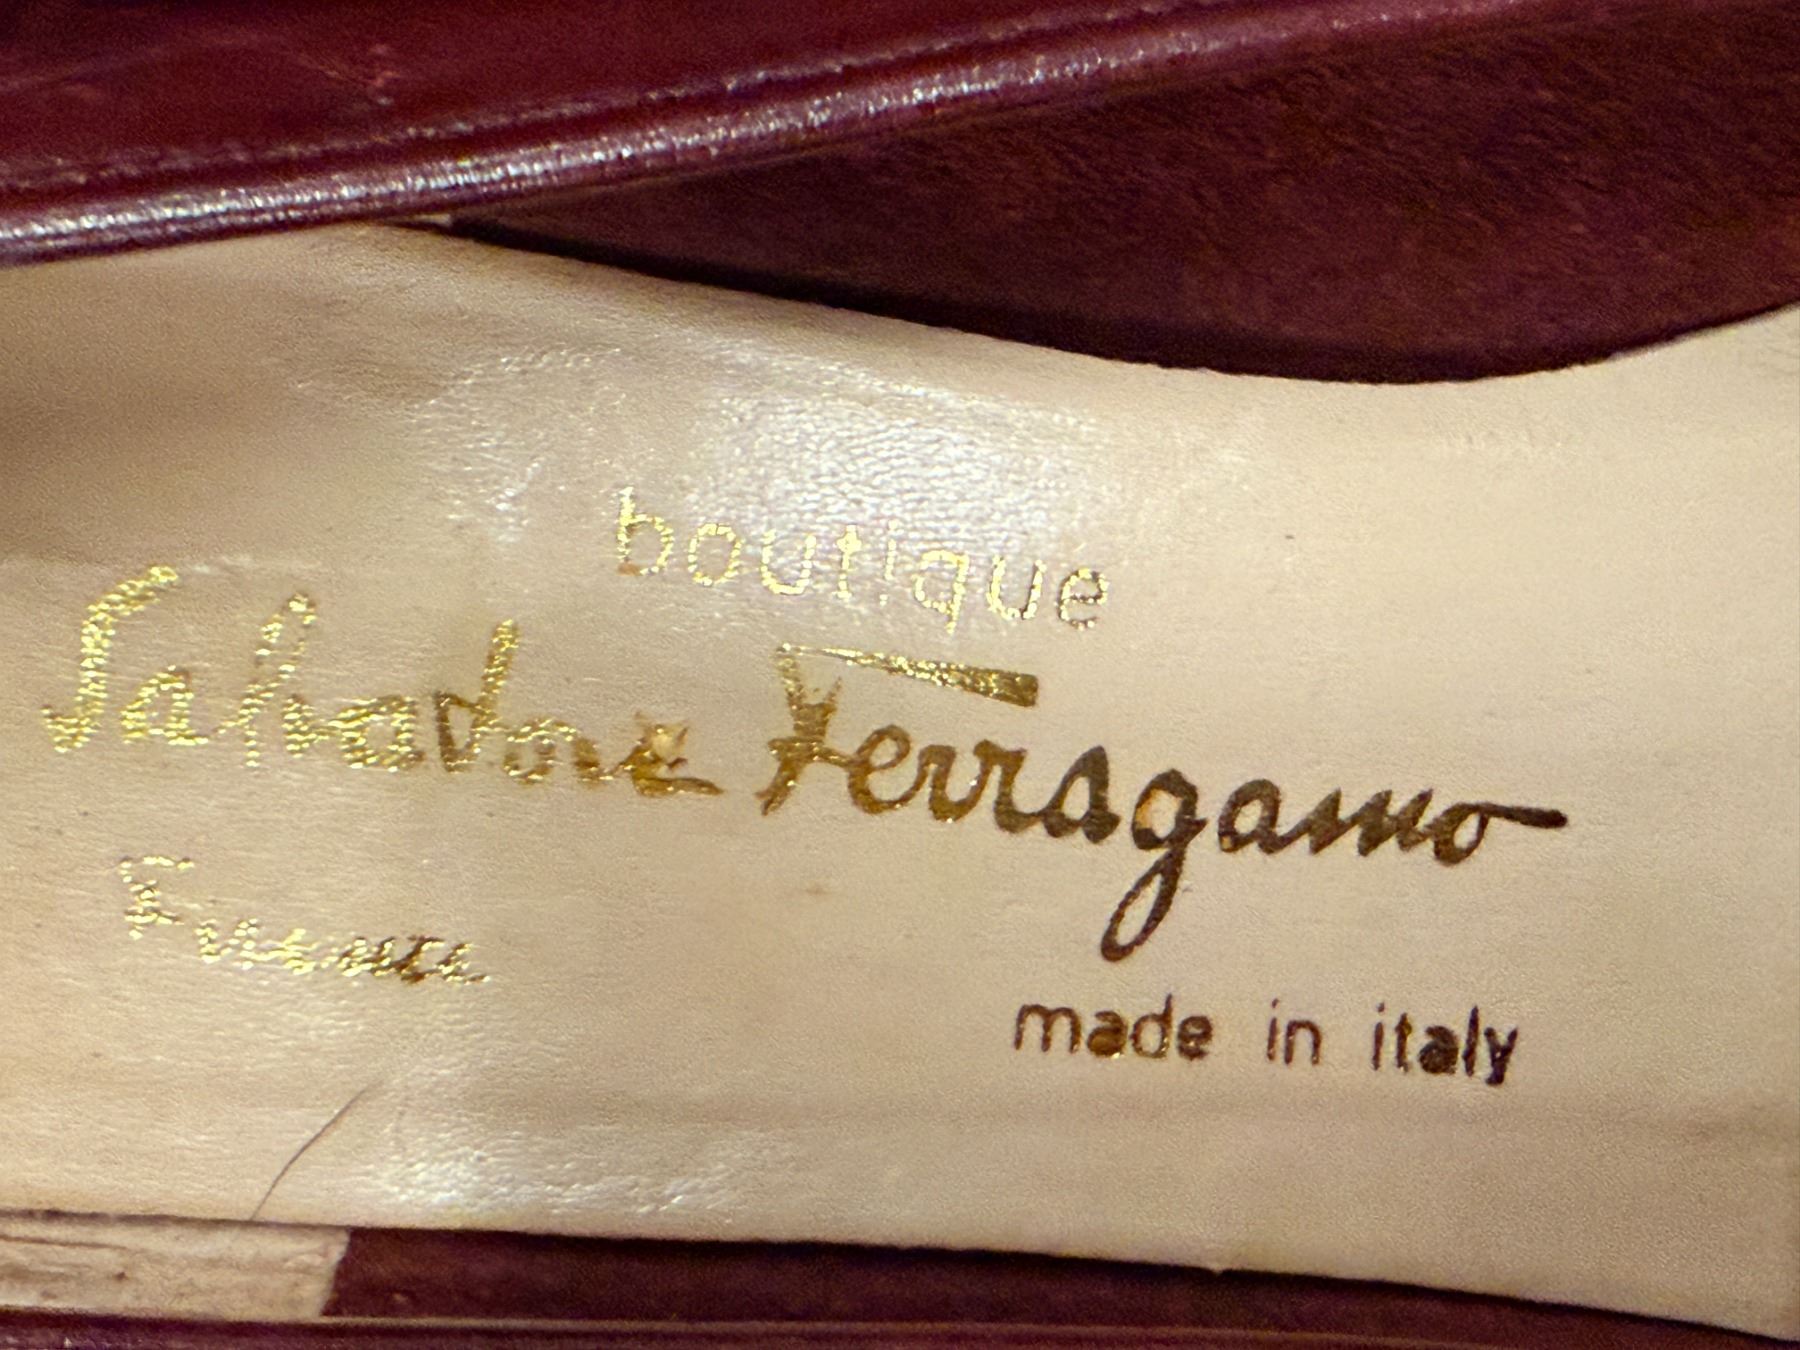 boutique
Salvatore Ferragamo
Firenze
made in italy